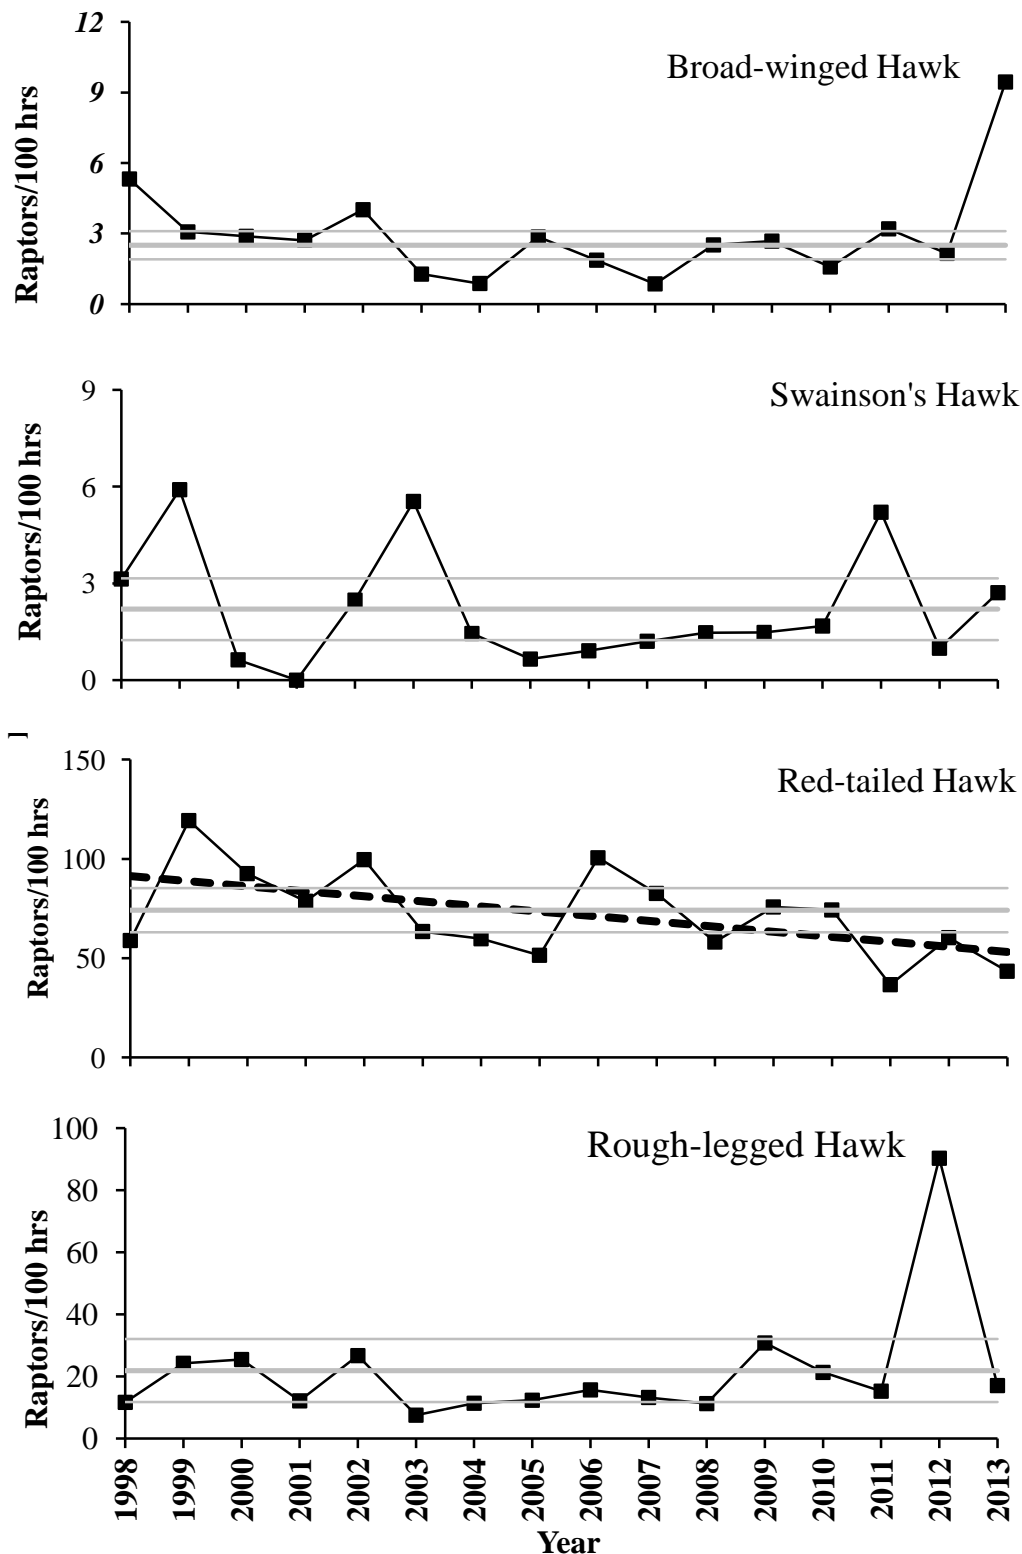 12
Broad-winged Hawk
9
6
3
0
Raptors/100 hrs
9
Swainson's Hawk
6
3
0
Raptors/100 hrs
]
150
Red-tailed Hawk
100
50
0
Raptors/100 hrs
100
Rough-legged Hawk
80
60
40
20
0
Raptors/100 hrs
1998 1999 2000 2001 2002 2003 2004 2005 2006 2007 2008 2009 2010 2011 2012 2013
Year